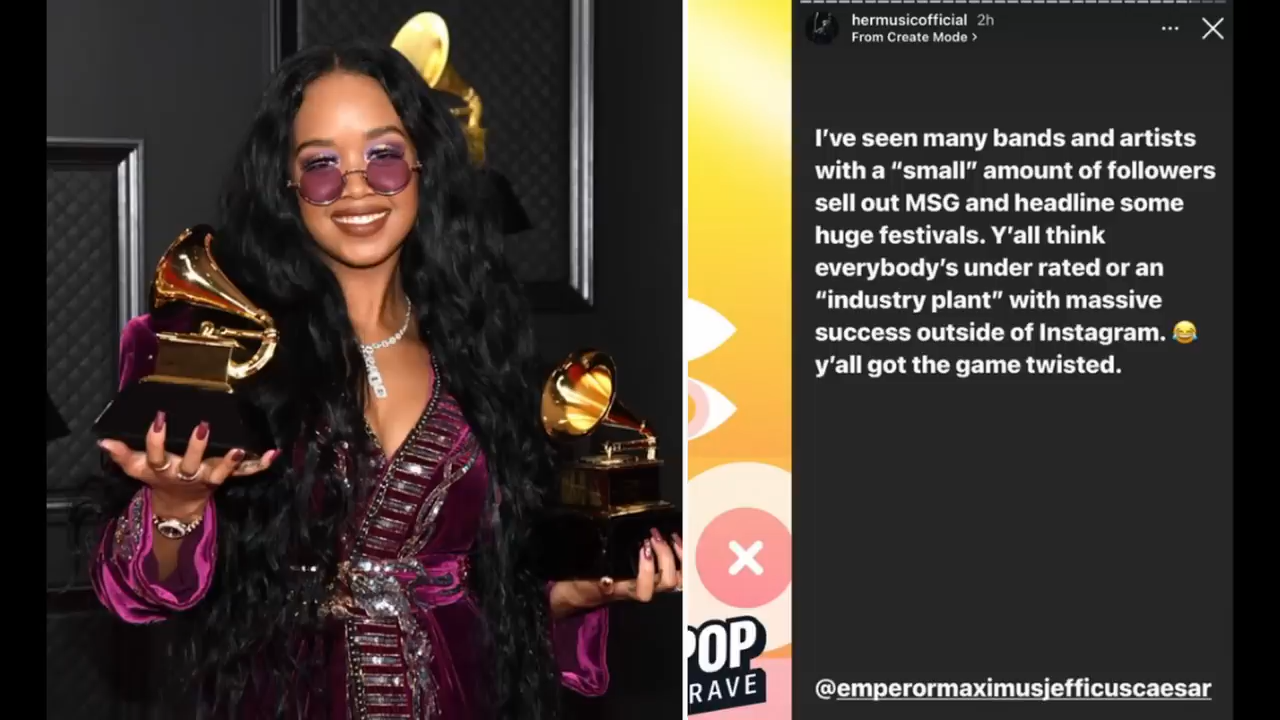 hermusicofficial 2h
From Create Mode >
I’ve seen many bands and artists
with a “small” amount of followers
sell out MSG and headline some
huge festivals. Y’all think
everybody’s under rated or an
“industry plant” with massive
success outside of Instagram. 😂
y’all got the game twisted.
POP
RAVE
@emperormaximusjefficuscaesar